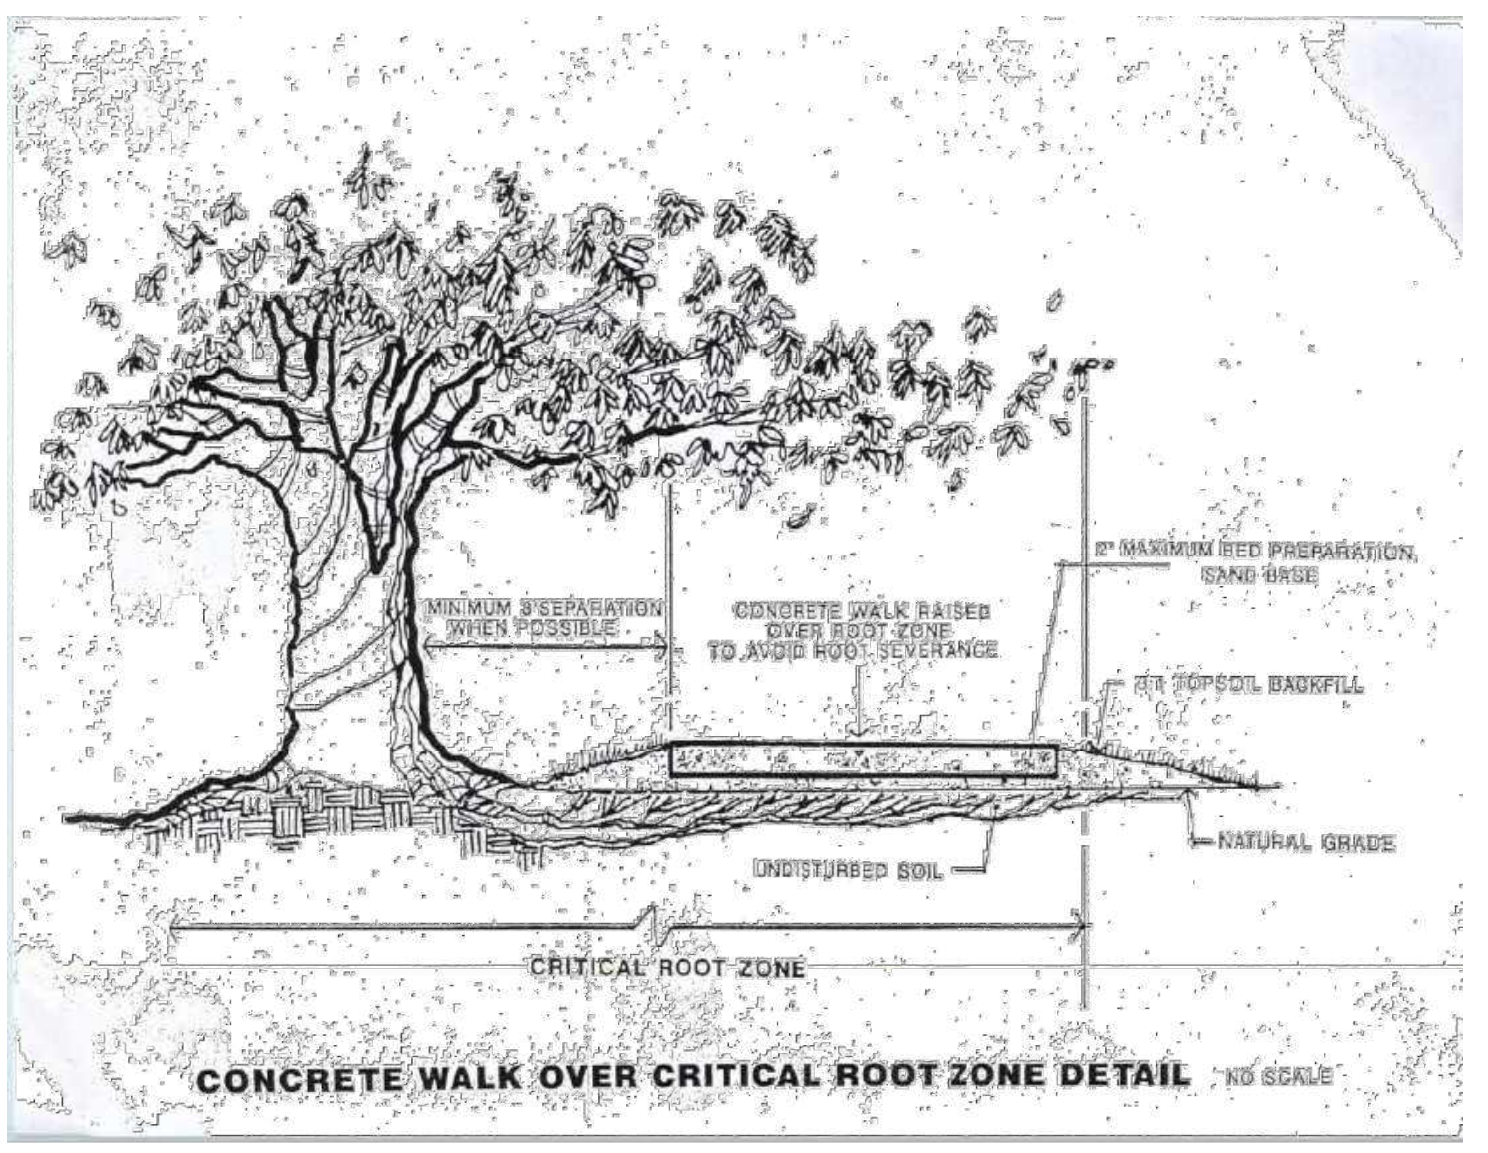 2" MAXIMUM BED PREPARATION,
SAND BASE
MINIMUM 3' SEPARATION
WHEN POSSIBLE
CONCRETE WALK RAISED
OVER ROOT ZONE
TO AVOID ROOT SEVERANCE
3:1 TOPSOIL BACKFILL
NATURAL GRADE
UNDISTURBED SOIL
CRITICAL ROOT ZONE
CONCRETE WALK OVER CRITICAL ROOT ZONE DETAIL NO SCALE